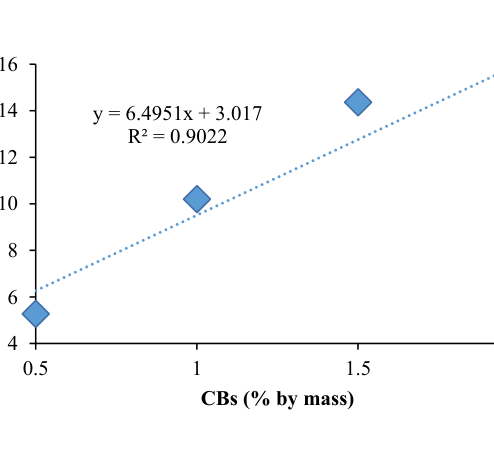 16
14
y = 6.4951x + 3.017
R² = 0.9022
12
10
8
6
4
0.5 1 1.5
CBs (% by mass)